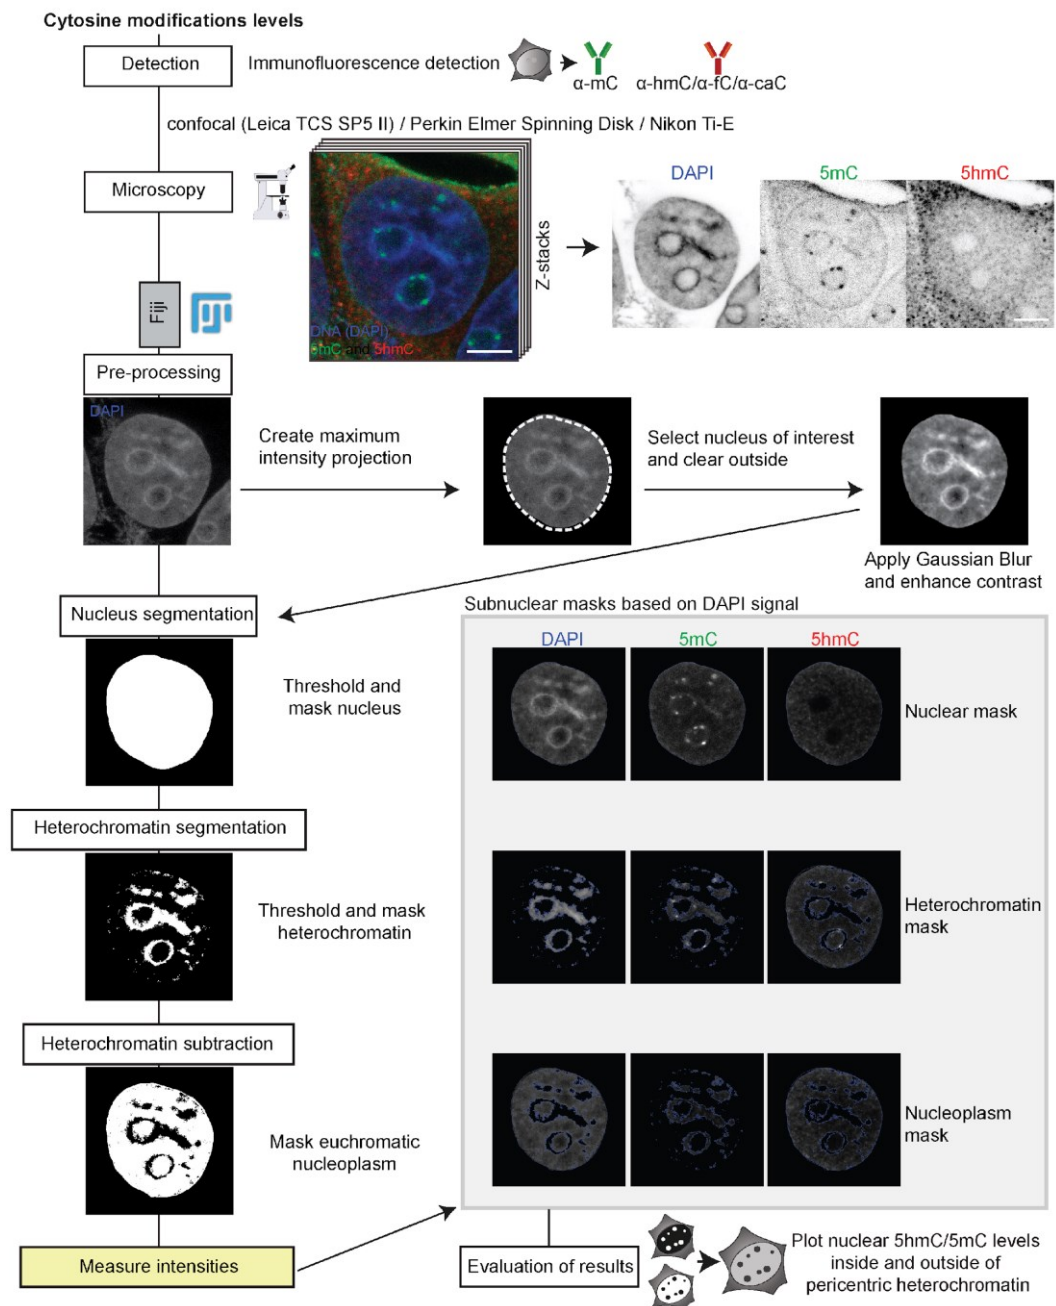 Cytosine modifications levels
Detection
Immunofluorescence detection
α-mC
α-hmC/α-fC/α-caC
confocal (Leica TCS SP5 II) / Perkin Elmer Spinning Disk / Nikon Ti-E
Microscopy
DNA (DAPI)
5mC and 5hmC
Z-stacks
DAPI
5mC
5hmC
Fiji
Pre-processing
DAPI
Create maximum
intensity projection
Select nucleus of interest
and clear outside
Apply Gaussian Blur
and enhance contrast
Nucleus segmentation
Threshold and
mask nucleus
Heterochromatin segmentation
Threshold and mask
heterochromatin
Heterochromatin subtraction
Mask euchromatic
nucleoplasm
Measure intensities
Subnuclear masks based on DAPI signal
DAPI
5mC
5hmC
Nuclear mask
Heterochromatin
mask
Nucleoplasm
mask
Evaluation of results
Plot nuclear 5hmC/5mC levels
inside and outside of
pericentric heterochromatin